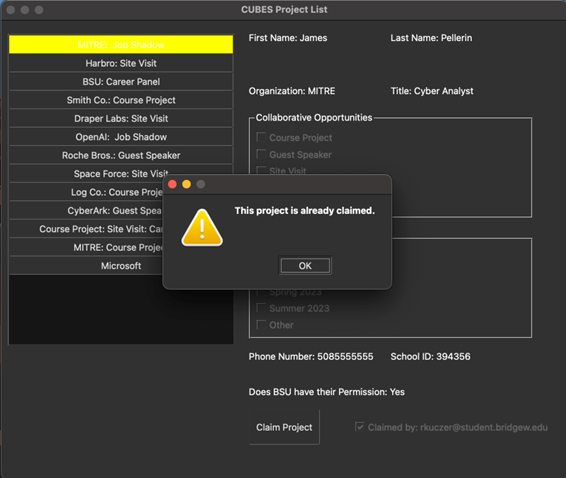 CUBES Project List
MITRE: Job Shadow
Harbro: Site Visit
BSU: Career Panel
Smith Co.: Course Project
Draper Labs: Site Visit
OpenAI: Job Shadow
Roche Bros.: Guest Speaker
Space Force: Site Visit
Log Co.: Course Proje
CyberArk: Guest Spea
Course Project: Site Visit: Ca
MITRE: Course Proje
Microsoft
First Name: James
Last Name: Pellerin
Organization: MITRE
Title: Cyber Analyst
Collaborative Opportunities
Course Project
Guest Speaker
Site Visit
This project is already claimed.
OK
Spring 2023
Summer 2023
Other
Phone Number: 5085555555
School ID: 394356
Does BSU have their Permission: Yes
Claim Project
Claimed by: rkuczer@student.bridgew.edu